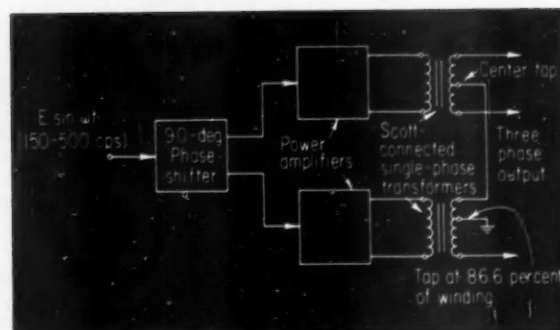 E sin wt
(150-500 cps)
90-deg
Phase-
shifter
Power
amplifiers
Scott-
connected
single-phase
transformers
Center tap
Three
phase
output
Tap at 86.6 percent
of winding